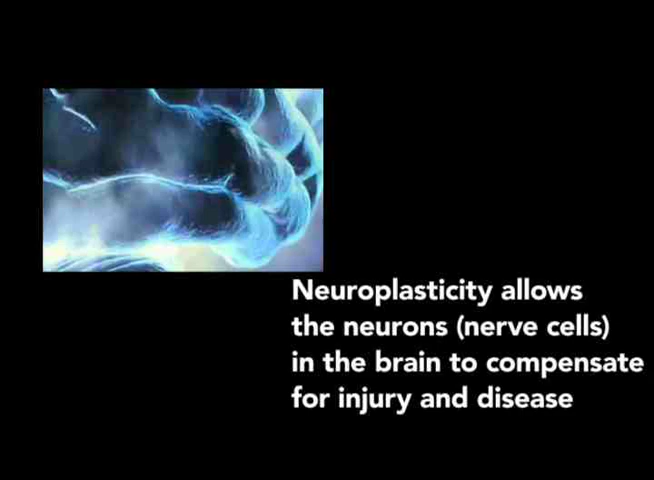 Neuroplasticity allows
the neurons (nerve cells)
in the brain to compensate
for injury and disease